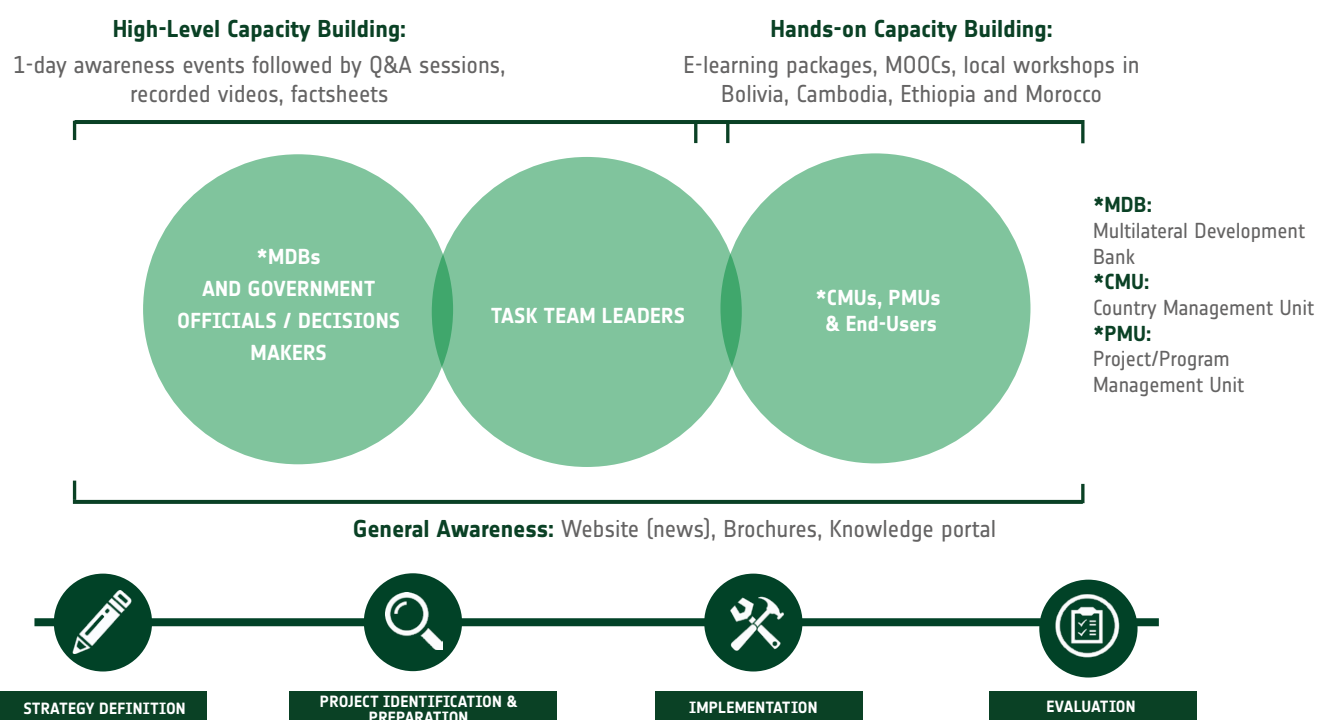 High-Level Capacity Building:
1-day awareness events followed by Q&A sessions,
recorded videos, factsheets
Hands-on Capacity Building:
E-learning packages, MOOCs, local workshops in
Bolivia, Cambodia, Ethiopia and Morocco
*MDBs
AND GOVERNMENT
OFFICIALS / DECISIONS
MAKERS
TASK TEAM LEADERS
*CMUs, PMUs
& End-Users
*MDB:
Multilateral Development
Bank
*CMU:
Country Management Unit
*PMU:
Project/Program
Management Unit
General Awareness: Website (news), Brochures, Knowledge portal
STRATEGY DEFINITION
PROJECT IDENTIFICATION &
PREPARATION
IMPLEMENTATION
EVALUATION